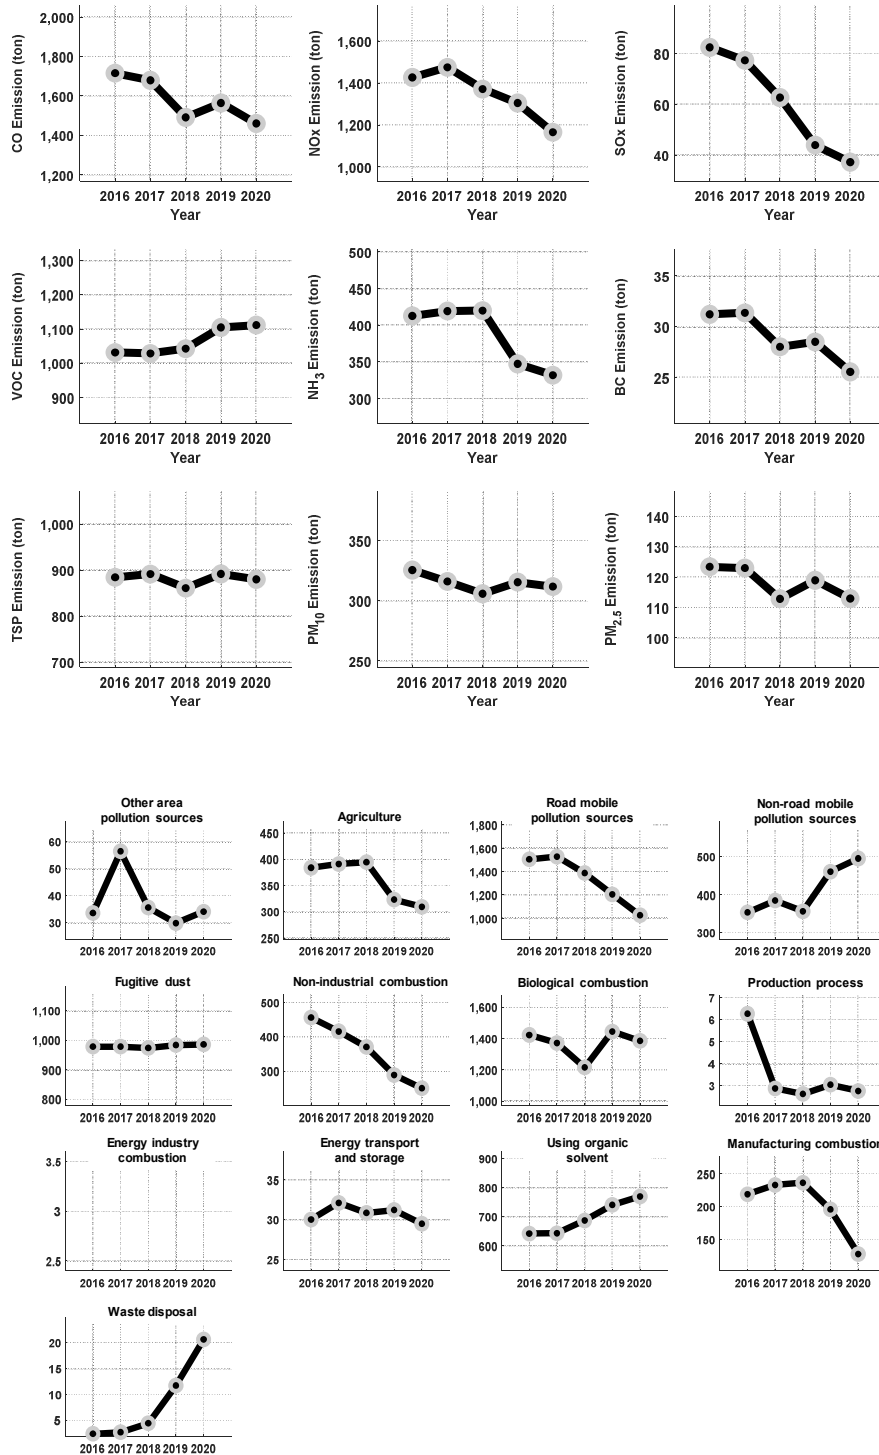 CO Emission (ton)
2,000
1,800
1,600
1,400
1,200
2016 2017 2018 2019 2020
Year
NOx Emission (ton)
1,600
1,400
1,200
1,000
2016 2017 2018 2019 2020
Year
SOx Emission (ton)
80
60
40
2016 2017 2018 2019 2020
Year
VOC Emission (ton)
1,300
1,200
1,100
1,000
900
2016 2017 2018 2019 2020
Year
NH3 Emission (ton)
500
450
400
350
300
2016 2017 2018 2019 2020
Year
BC Emission (ton)
35
30
25
2016 2017 2018 2019 2020
Year
TSP Emission (ton)
1,000
900
800
700
2016 2017 2018 2019 2020
Year
PM10 Emission (ton)
350
300
250
2016 2017 2018 2019 2020
Year
PM2.5 Emission (ton)
140
130
120
110
100
2016 2017 2018 2019 2020
Year
Other area
pollution sources
60
50
40
30
2016 2017 2018 2019 2020
Agriculture
450
400
350
300
250
2016 2017 2018 2019 2020
Road mobile
pollution sources
1,800
1,600
1,400
1,200
1,000
2016 2017 2018 2019 2020
Non-road mobile
pollution sources
500
400
300
2016 2017 2018 2019 2020
Fugitive dust
1,100
1,000
900
800
2016 2017 2018 2019 2020
Non-industrial combustion
500
400
300
2016 2017 2018 2019 2020
Biological combustion
1,600
1,400
1,200
1,000
2016 2017 2018 2019 2020
Production process
7
6
5
4
3
2016 2017 2018 2019 2020
Energy industry
combustion
3.5
3
2.5
2016 2017 2018 2019 2020
Energy transport
and storage
35
30
25
2016 2017 2018 2019 2020
Using organic
solvent
900
800
700
600
2016 2017 2018 2019 2020
Manufacturing combustion
250
200
150
2016 2017 2018 2019 2020
Waste disposal
20
15
10
5
2016 2017 2018 2019 2020